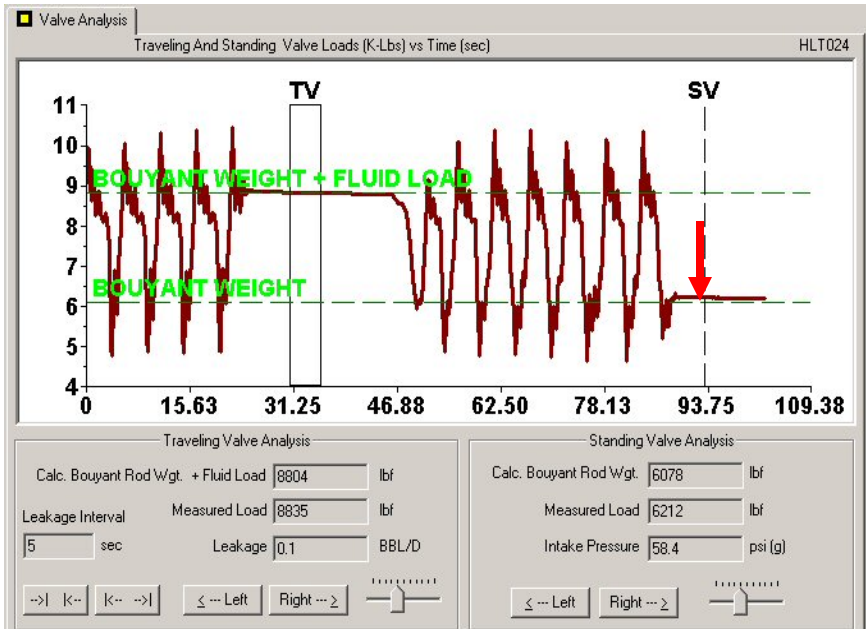 Valve Analysis
Traveling And Standing Valve Loads (K-Lbs) vs Time (sec) HLT024
TV SV
11
10
BOUYANT WEIGHT + FLUID LOAD
9
8
7
BOUYANT WEIGHT
6
5
4
0 15.63 31.25 46.88 62.50 78.13 93.75 109.38
Traveling Valve Analysis
Calc. Bouyant Rod Wgt. + Fluid Load 8804 lbf
Measured Load 8835 lbf
Leakage Interval
5 sec
Leakage 0.1 BBL/D
-->| |<-- |<-- -->| < --- Left Right --- >
Standing Valve Analysis
Calc. Bouyant Rod Wgt. 6078 lbf
Measured Load 6212 lbf
Intake Pressure 58.4 psi (g)
< --- Left Right --- >